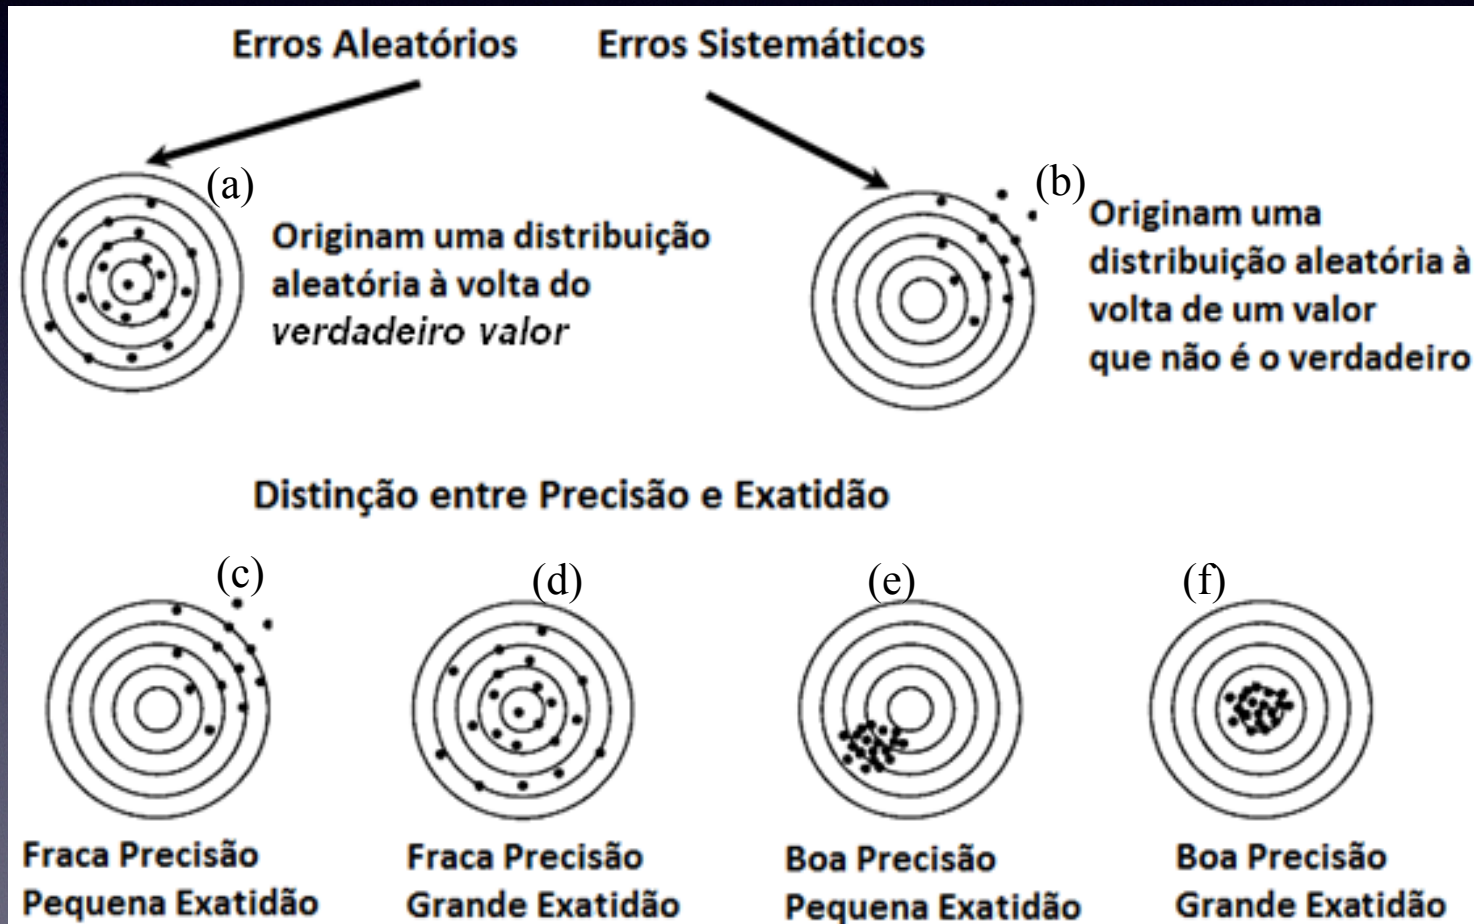 Erros Aleatórios Erros Sistemáticos
(a)
Originam uma distribuição
aleatória à volta do
verdadeiro valor
(b)
Originam uma
distribuição aleatória à
volta de um valor
que não é o verdadeiro
Distinção entre Precisão e Exatidão
(c)
(d)
(e)
(f)
Fraca Precisão
Pequena Exatidão
Fraca Precisão
Grande Exatidão
Boa Precisão
Pequena Exatidão
Boa Precisão
Grande Exatidão